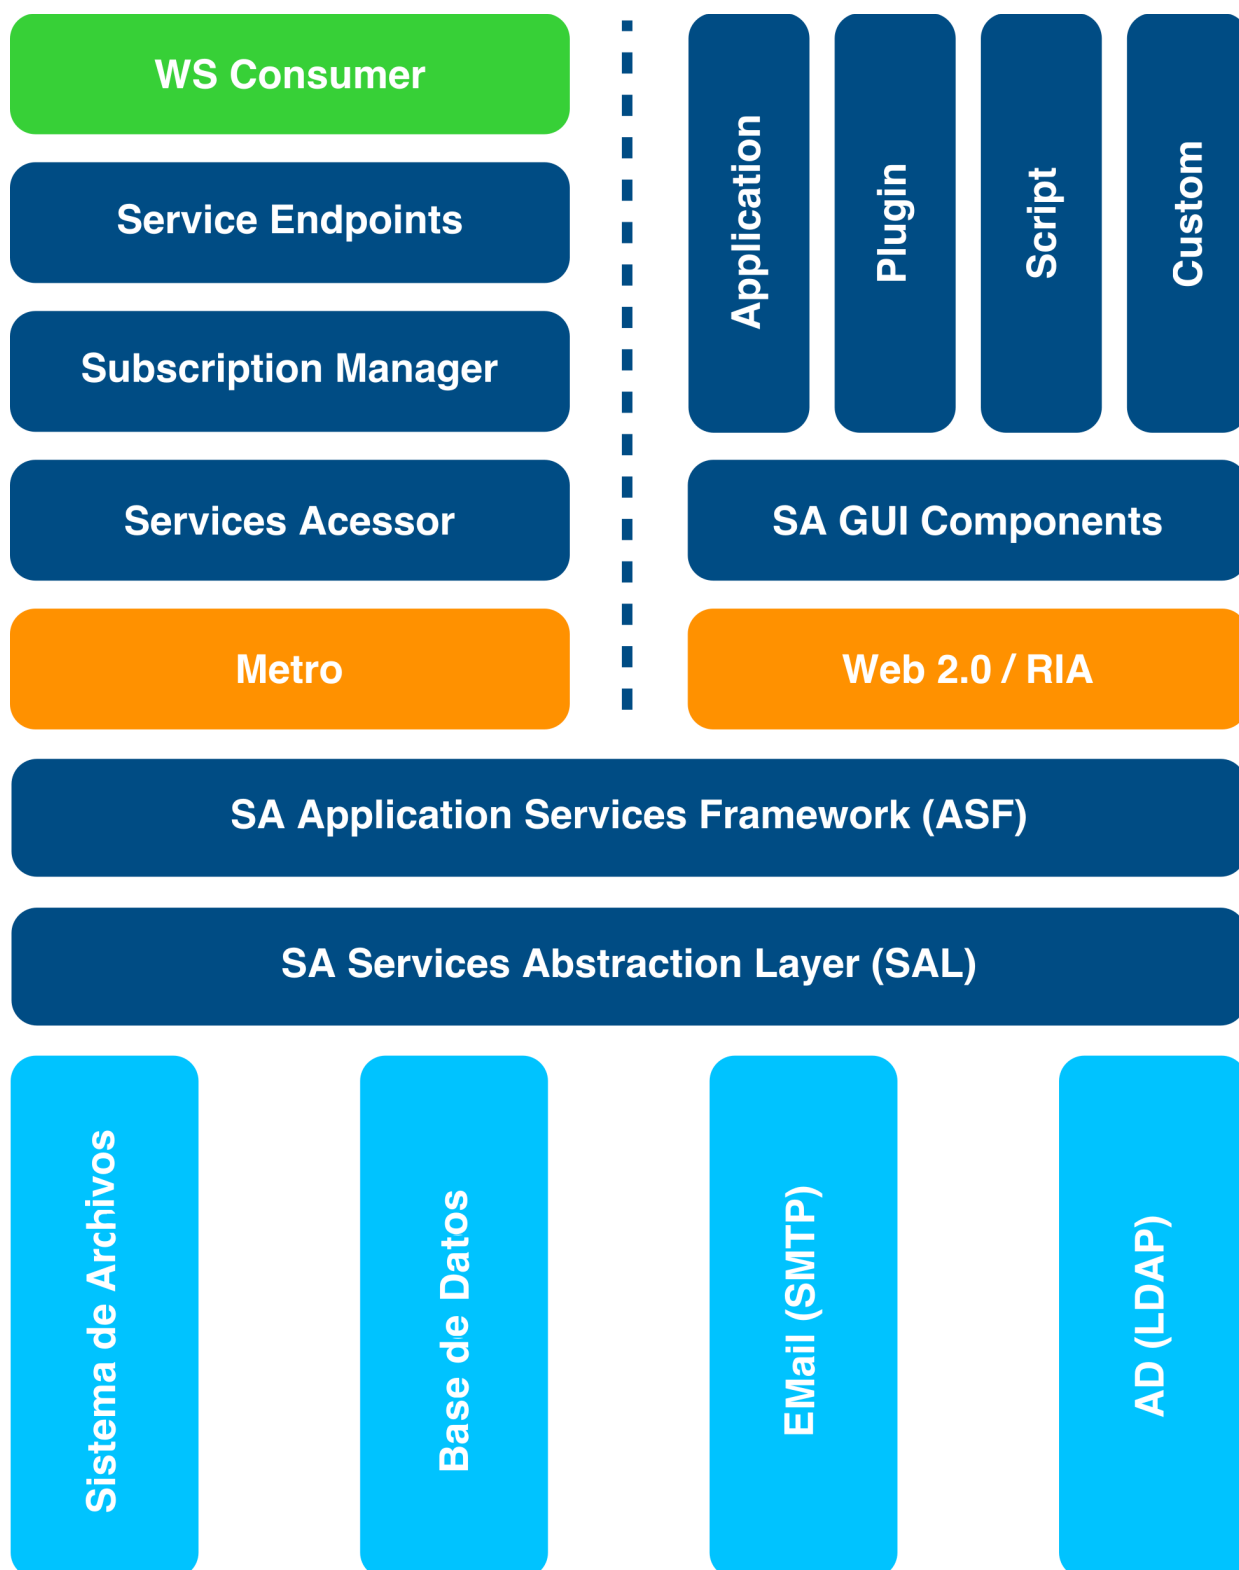 WS Consumer
Service Endpoints
Subscription Manager
Services Acessor
Metro
Application
Plugin
Script
Custom
SA GUI Components
Web 2.0 / RIA
SA Application Services Framework (ASF)
SA Services Abstraction Layer (SAL)
Sistema de Archivos
Base de Datos
EMail (SMTP)
AD (LDAP)